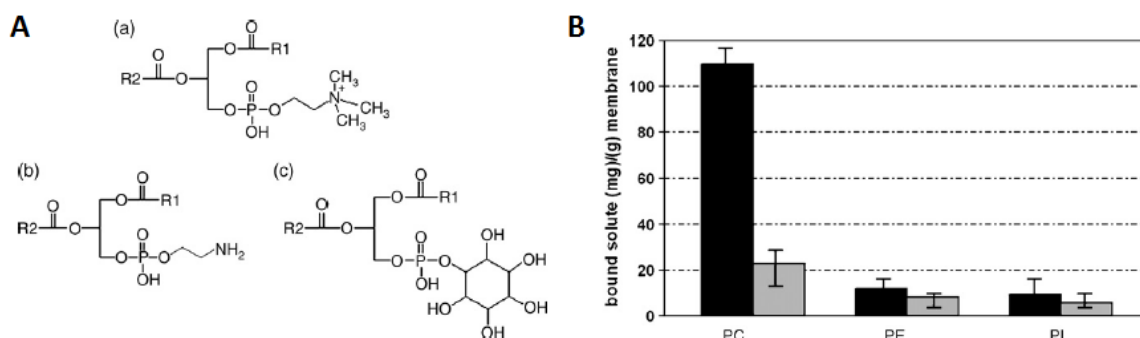 A
(a)
O
O
O
R1
R2
O
O
O
P
O
OH
N+
CH3
CH3
CH3
(b)
O
O
O
R1
R2
O
O
O
P
O
OH
NH2
(c)
O
O
O
R1
R2
O
O
O
P
O
OH
OH
OH
OH
OH
OH
B
bound solute (mg)/(g) membrane
120
100
80
60
40
20
0
PC PE PI